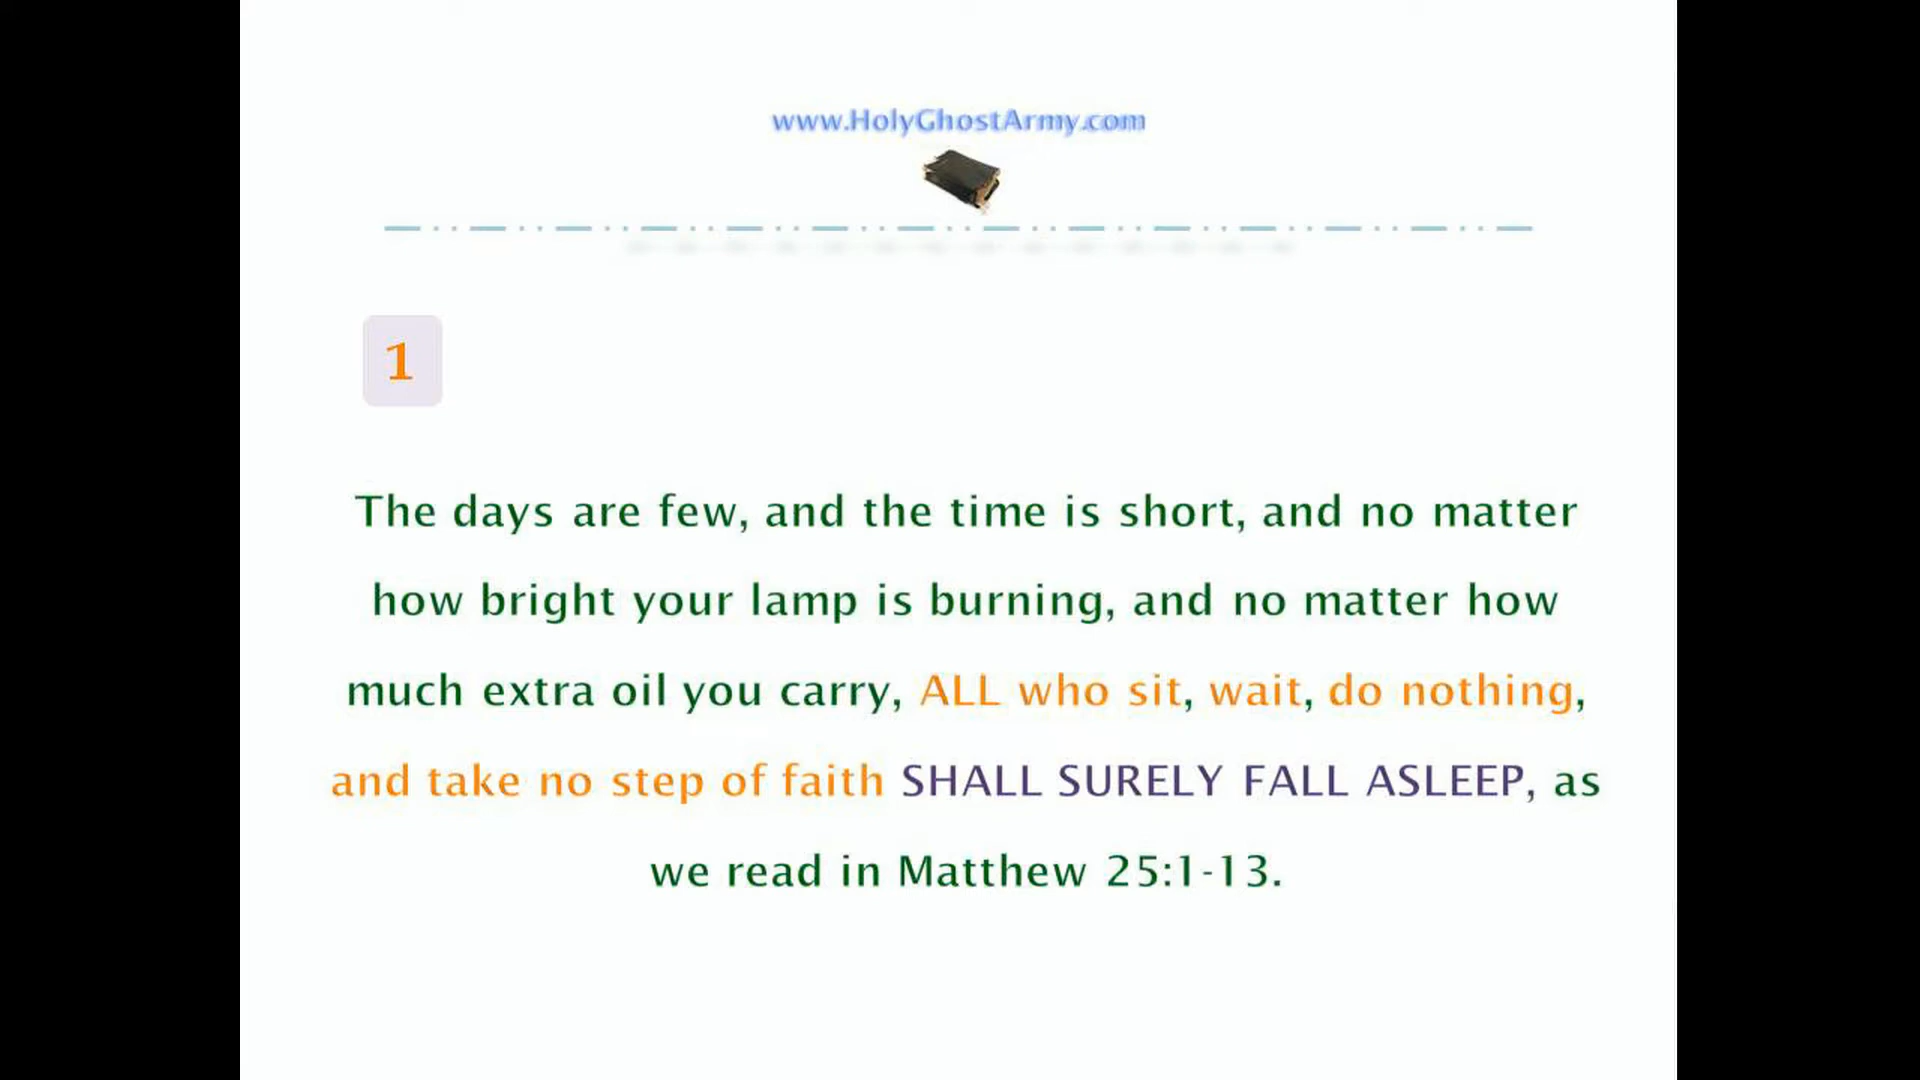 www.HolyGhostArmy.com
1
The days are few, and the time is short, and no matter
how bright your lamp is burning, and no matter how
much extra oil you carry, ALL who sit, wait, do nothing,
and take no step of faith SHALL SURELY FALL ASLEEP, as
we read in Matthew 25:1-13.